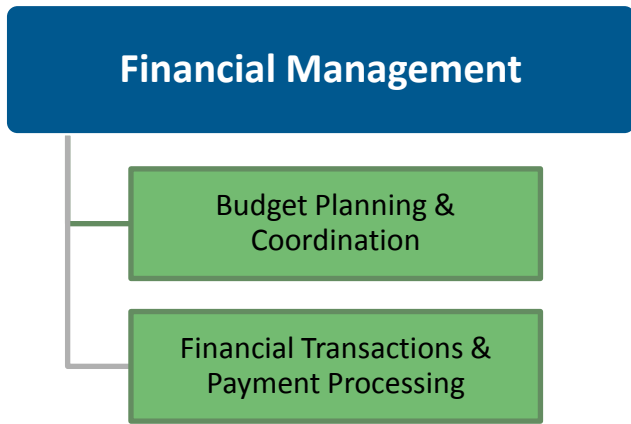 Financial Management
Budget Planning &
Coordination
Financial Transactions &
Payment Processing